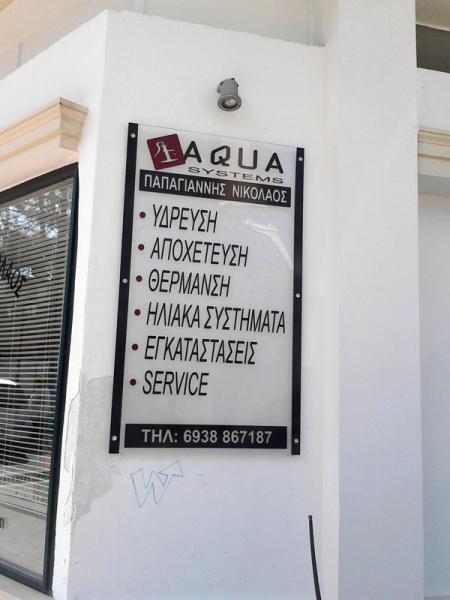 AQUA
SYSTEMS
ΠΑΠΑΓΙΑΝΝΗΣ ΝΙΚΟΛΑΟΣ
• ΥΔΡΕΥΣΗ
• ΑΠΟΧΕΤΕΥΣΗ
• ΘΕΡΜΑΝΣΗ
• ΗΛΙΑΚΑ ΣΥΣΤΗΜΑΤΑ
• ΕΓΚΑΤΑΣΤΑΣΕΙΣ
• SERVICE
ΤΗΛ: 6938 867187